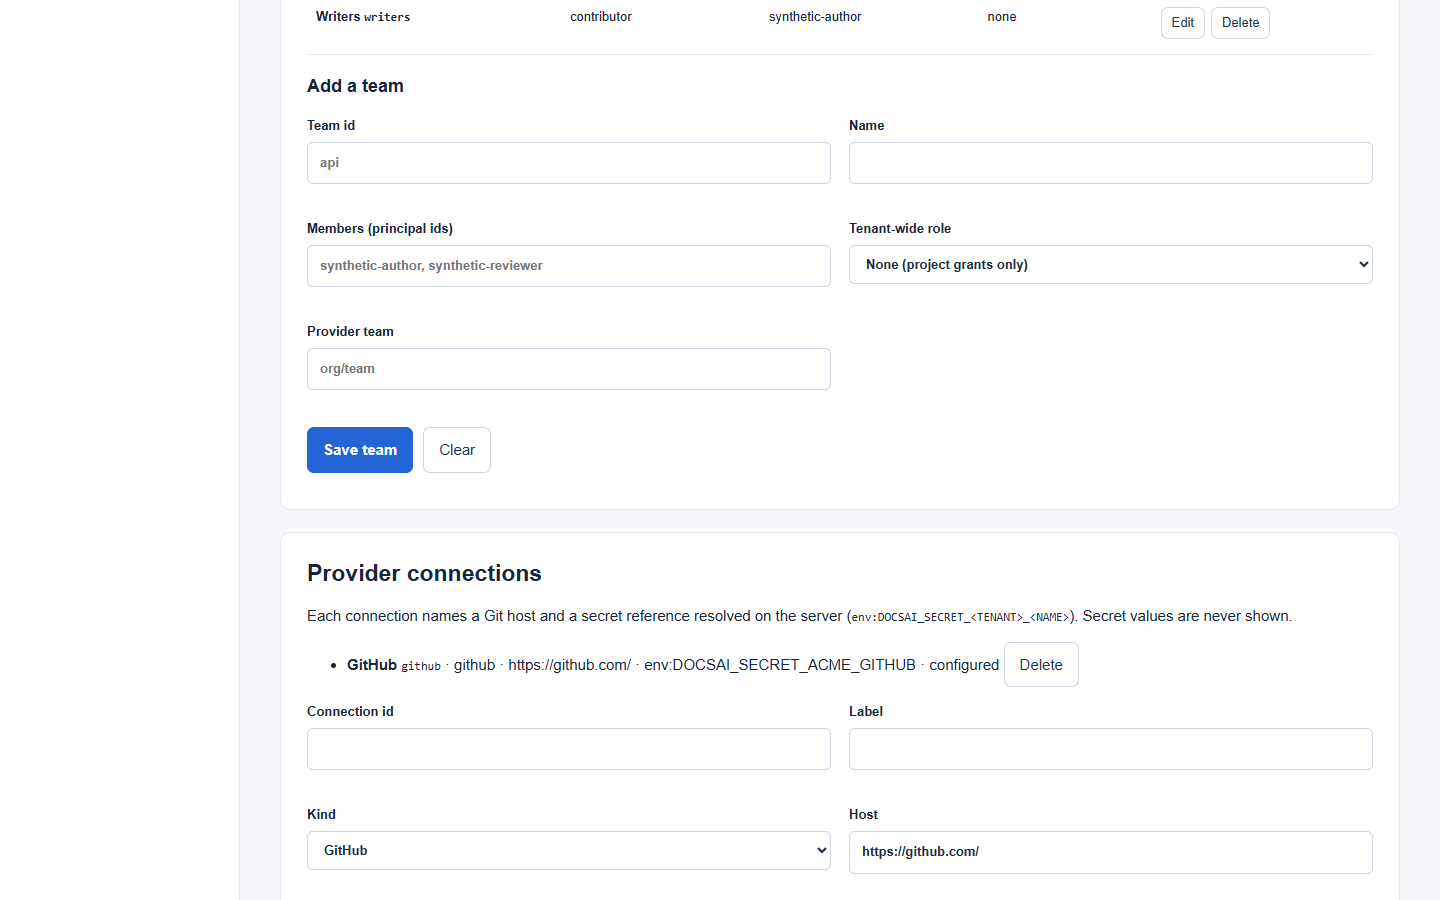 Writers writers contributor synthetic-author none Edit Delete
Add a team
Team id Name
api
Members (principal ids) Tenant-wide role
synthetic-author, synthetic-reviewer None (project grants only)
Provider team
org/team
Save team Clear
Provider connections
Each connection names a Git host and a secret reference resolved on the server (env:DOCSAI_SECRET_<TENANT>_<NAME>). Secret values are never shown.
• GitHub github · github · https://github.com/ · env:DOCSAI_SECRET_ACME_GITHUB · configured Delete
Connection id Label
Kind Host
GitHub https://github.com/